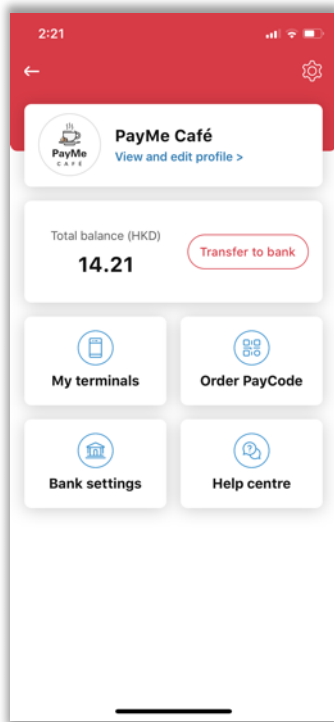 2:21
PayMe
CAFÉ
PayMe Café
View and edit profile >
Total balance (HKD)
14.21
Transfer to bank
My terminals
Order PayCode
Bank settings
Help centre